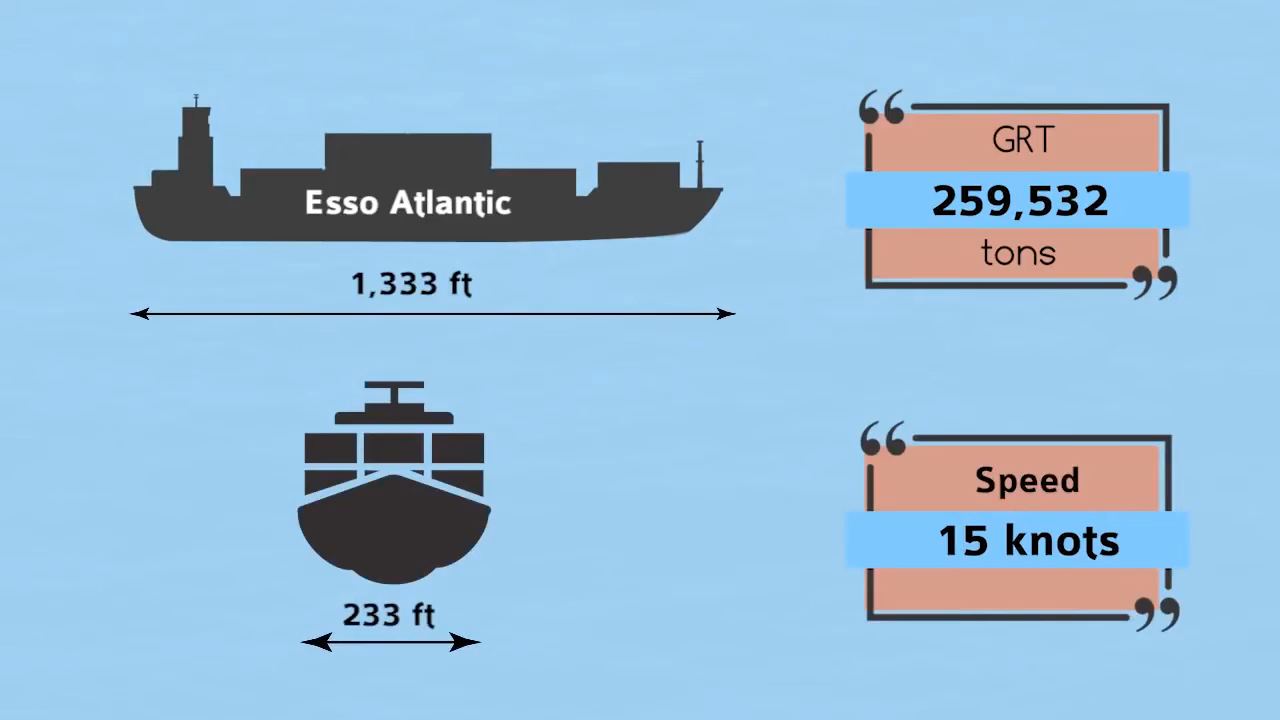 Esso Atlantic
1,333 ft
GRT
259,532
tons
233 ft
Speed
15 knots